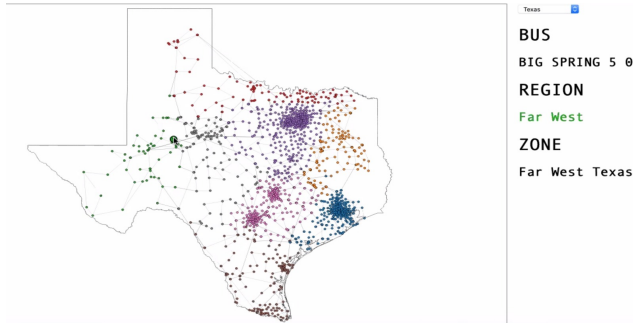 Texas
BUS
BIG SPRING 5 0
REGION
Far West
ZONE
Far West Texas